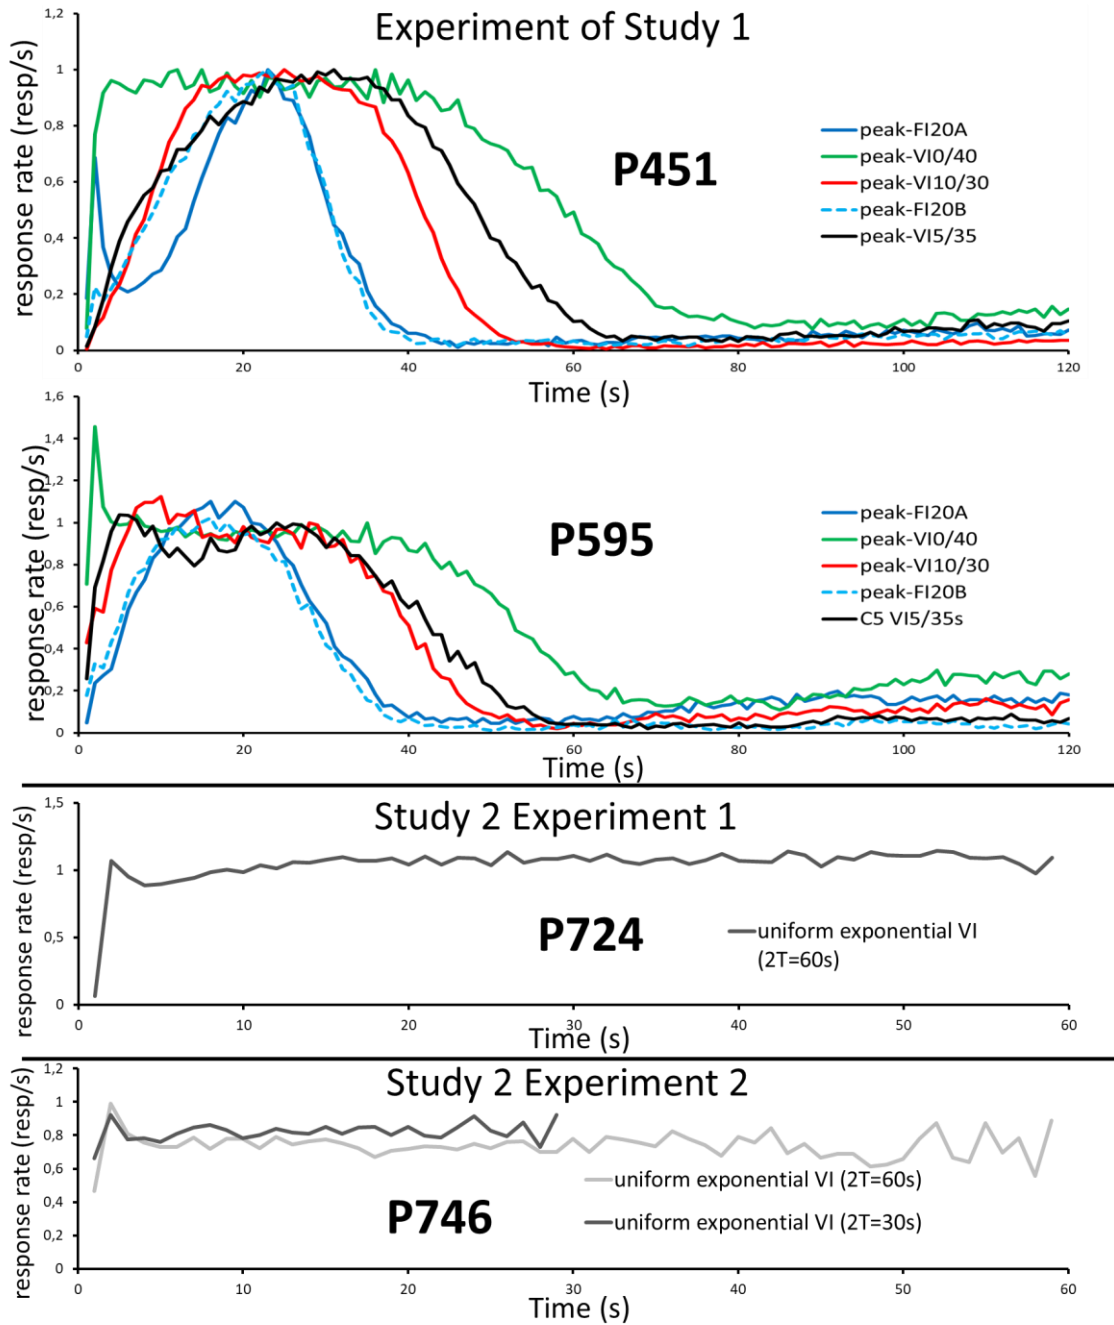 Experiment of Study 1
response rate (resp/s)
1,2
1
0,8
0,6
0,4
0,2
0
P451
peak-FI20A
peak-VI0/40
peak-VI10/30
peak-FI20B
peak-VI5/35
0 20 40 60 80 100 120
Time (s)
response rate (resp/s)
1,6
1,4
1,2
1
0,8
0,6
0,4
0,2
0
P595
peak-FI20A
peak-VI0/40
peak-VI10/30
peak-FI20B
C5 VI5/35s
0 20 40 60 80 100 120
Time (s)
Study 2 Experiment 1
response rate (resp/s)
1,5
1
0,5
0
P724
uniform exponential VI
(2T=60s)
0 10 20 30 40 50 60
Time (s)
Study 2 Experiment 2
response rate (resp/s)
1,2
1
0,8
0,6
0,4
0,2
0
P746
uniform exponential VI (2T=60s)
uniform exponential VI (2T=30s)
0 10 20 30 40 50 60
Time (s)